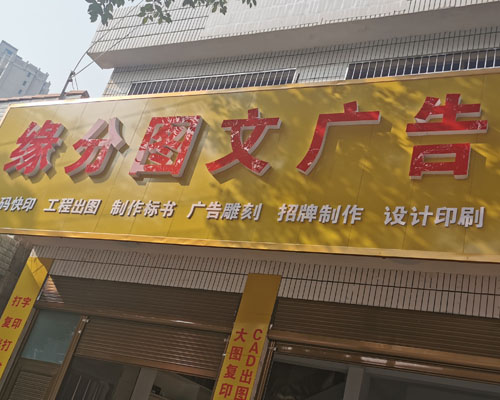 缘分图文广告
码快印 工程出图 制作标书 广告雕刻 招牌制作 设计印刷
打字
复印
打
CAD出图
大图复印